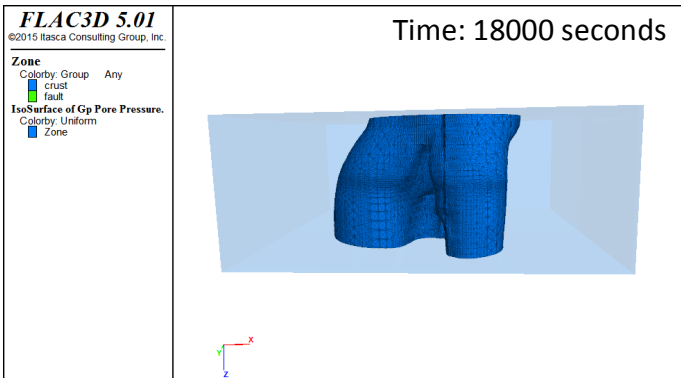 FLAC3D 5.01
©2015 Itasca Consulting Group, Inc.
Zone
Colorby: Group Any
crust
fault
IsoSurface of Gp Pore Pressure.
Colorby: Uniform
Zone
Time: 18000 seconds
X
Y
Z